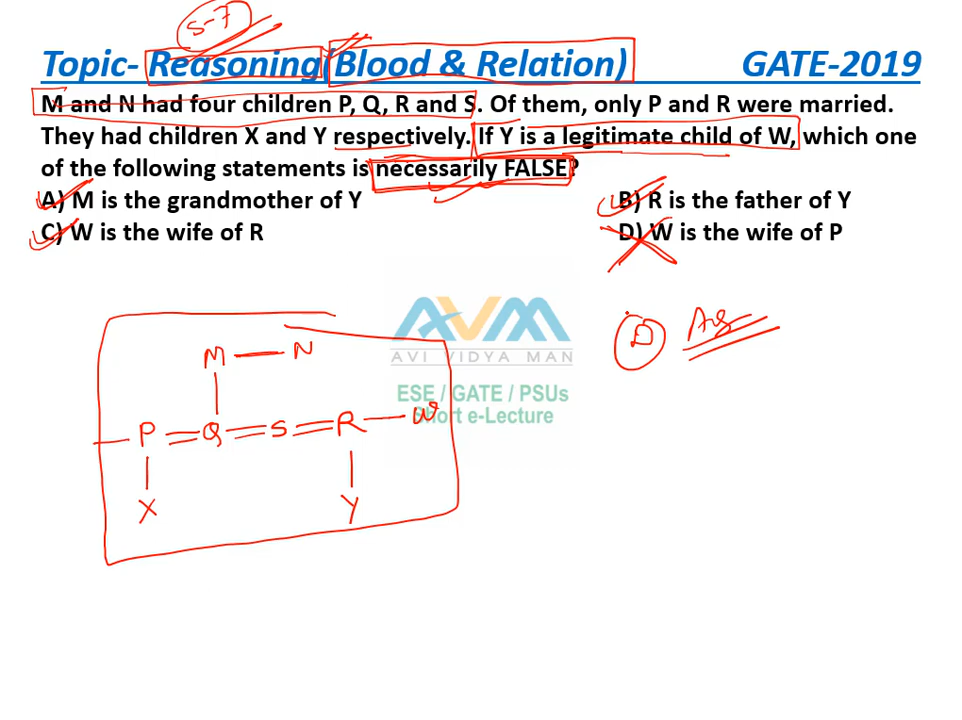 S-7
Topic- Reasoning(Blood & Relation) GATE-2019
M and N had four children P, Q, R and S. Of them, only P and R were married.
They had children X and Y respectively. If Y is a legitimate child of W, which one
of the following statements is necessarily FALSE?
A) M is the grandmother of Y B) R is the father of Y
C) W is the wife of R D) W is the wife of P
D Ans
AVM
AVI VIDYA MAN
ESE / GATE / PSUs
Short e-Lecture
M — N
— P = Q = S = R — W
X Y